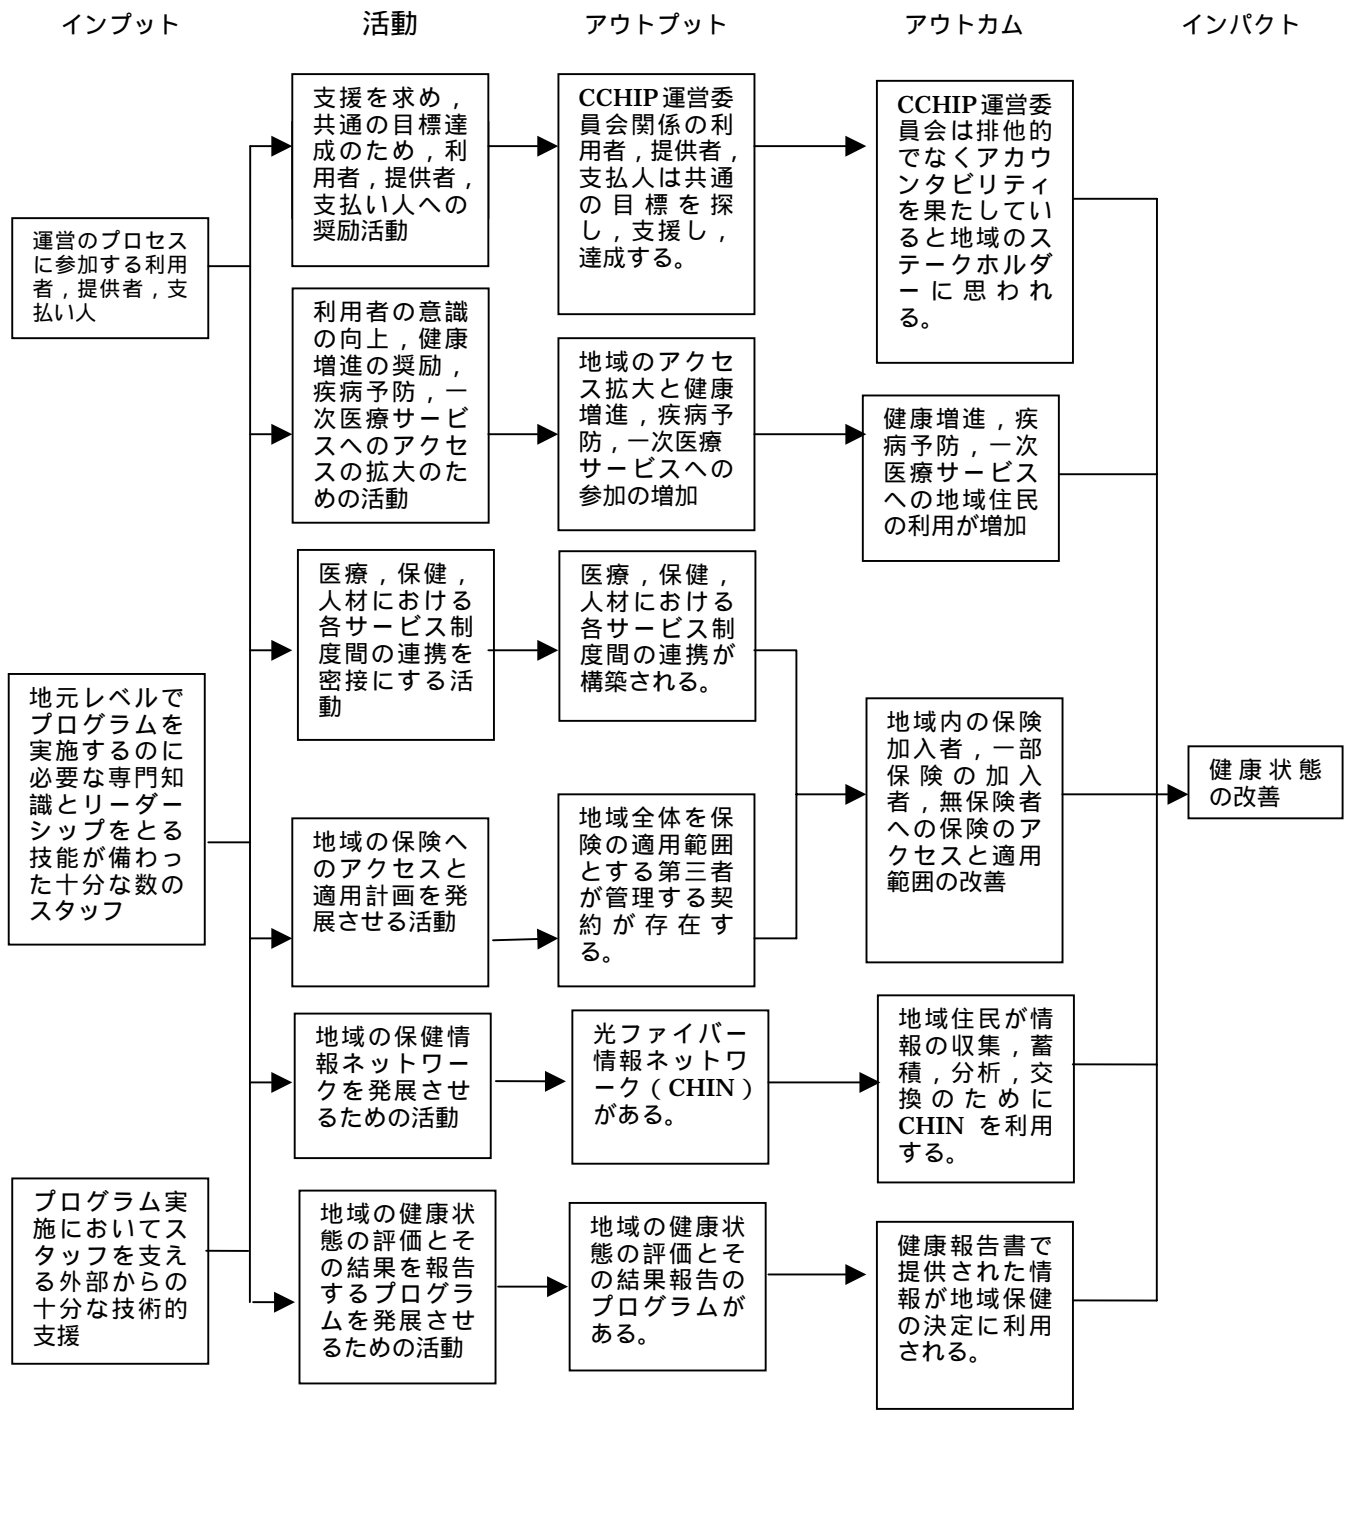 インプット
活動
アウトプット
アウトカム
インパクト
運営のプロセス
に参加する利用
者，提供者，支
払い人
地元レベルで
プログラムを
実施するのに
必要な専門知
識とリーダー
シップをとる
技能が備わっ
た十分な数の
スタッフ
プログラム実
施においてス
タッフを支え
る外部からの
十分な技術的
支援
支援を求め，
共通の目標達
成のため，利
用者，提供者，
支払い人への
奨励活動
利用者の意識
の向上，健康
増進の奨励，
疾病予防，一
次医療サービ
スへのアクセ
スの拡大のた
めの活動
医療，保健，
人材における
各サービス制
度間の連携を
密接にする活
動
地域の保険へ
のアクセスと
適用計画を発
展させる活動
地域の保健情
報ネットワー
クを発展させ
るための活動
地域の健康状
態の評価とそ
の結果を報告
するプログラ
ムを発展させ
るための活動
CCHIP 運営委
員会関係の利
用者，提供者，
支払人は共通
の目標を探
し，支援し，
達成する。
地域のアクセ
ス拡大と健康
増進，疾病予
防，一次医療
サービスへの
参加の増加
医療，保健，
人材における
各サービス制
度間の連携が
構築される。
地域全体を保
険の適用範囲
とする第三者
が管理する契
約が存在す
る。
光ファイバー
情報ネットワ
ーク（CHIN）
がある。
地域の健康状
態の評価とそ
の結果報告の
プログラムが
ある。
CCHIP 運営委
員会は排他的
でなくアカウ
ンタビリティ
を果たしてい
ると地域のス
テークホルダ
ーに思われ
る。
健康増進，疾
病予防，一次
医療サービス
への地域住民
の利用が増加
地域内の保険
加入者，一部
保険の加入
者，無保険者
への保険のア
クセスと適用
範囲の改善
地域住民が情
報の収集，蓄
積，分析，交
換のために
CHIN を利用
する。
健康報告書で
提供された情
報が地域保健
の決定に利用
される。
健康状態
の改善